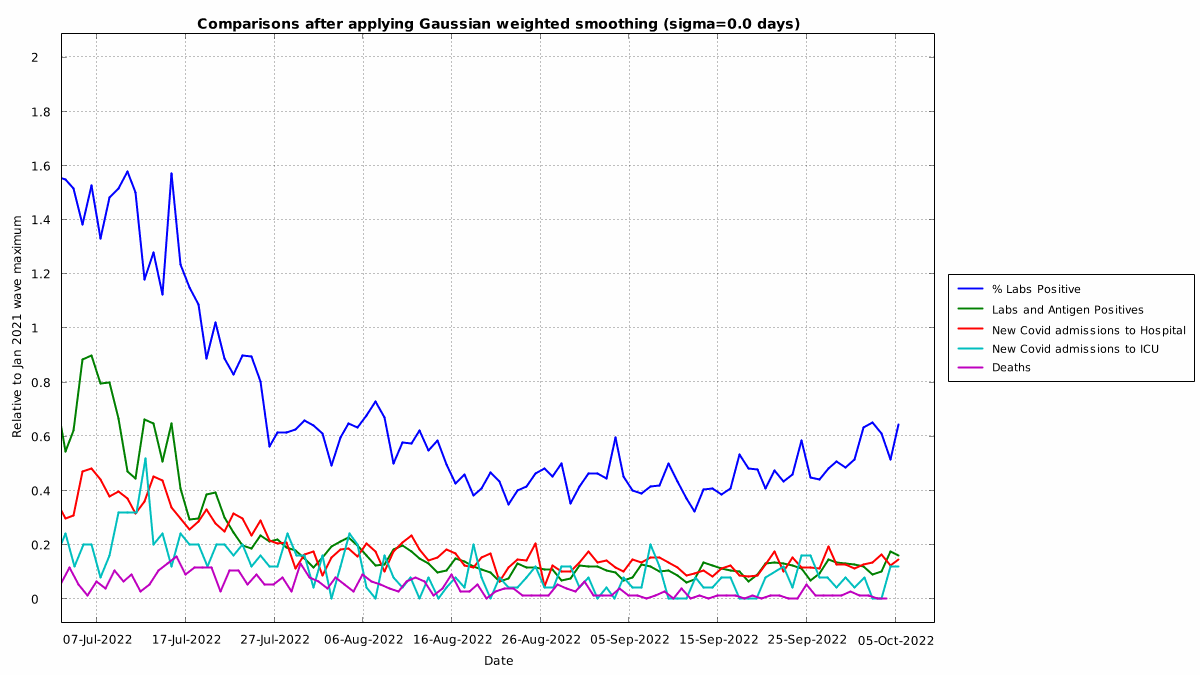 Comparisons after applying Gaussian weighted smoothing (sigma=0.0 days)
2
1.8
1.6
1.4
1.2
1
0.8
0.6
0.4
0.2
0
Relative to Jan 2021 wave maximum
07-Jul-2022 17-Jul-2022 27-Jul-2022 06-Aug-2022 16-Aug-2022 26-Aug-2022 05-Sep-2022 15-Sep-2022 25-Sep-2022 05-Oct-2022
Date
% Labs Positive
Labs and Antigen Positives
New Covid admissions to Hospital
New Covid admissions to ICU
Deaths